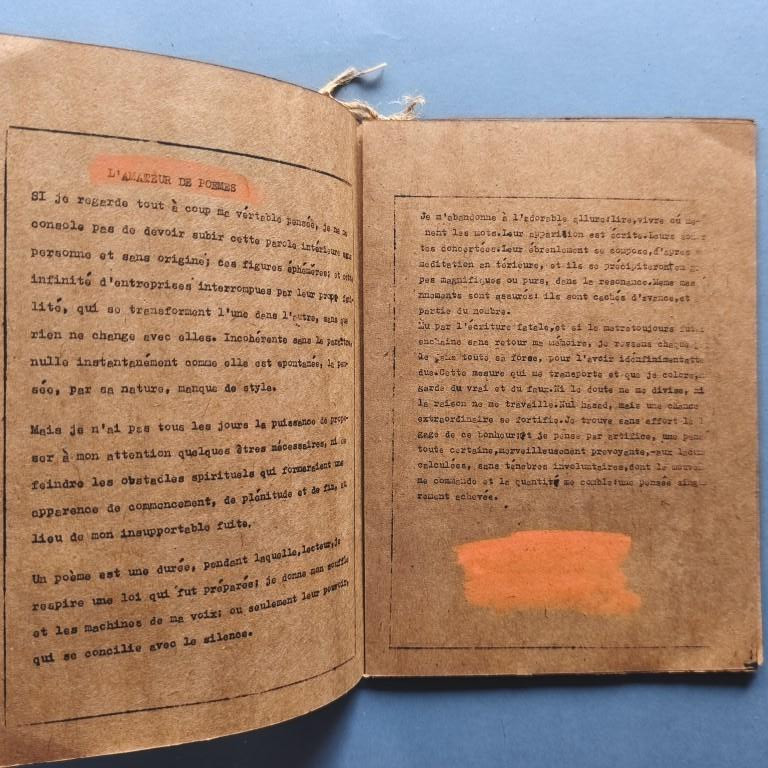 L'AMATEUR DE POEMES
SI je regarde tout à coup ma véritable pensée, je ne me
console pas de devoir subir cette parole intérieure sans
personne et sans origine; ces figures éphémères; et cette
infinité d'entreprises interrompues par leur propre faci-
lité, qui se transforment l'une dans l'autre, sans que
rien ne change avec elles. Incohérente sans le paraître,
nulle instantanément comme elle est spontanée, la pen-
sée, par sa nature, manque de style.
Mais je n'ai pas tous les jours la puissance de propo-
ser à mon attention quelques êtres nécessaires, ni de
feindre les obstacles spirituels qui formeraient une
apparence de commencement, de plénitude et de fin, au
lieu de mon insupportable fuite.
Un poème est une durée, pendant laquelle, lecteur, je
respire une loi qui fut préparée; je donne mon souffle
et les machines de ma voix; ou seulement leur pouvoir,
qui se concilie avec le silence.
Je m'abandonne à l'adorable allure:lire,vivre où mè-
nent les mots.Leur apparition est écrite.Leurs
tes concertées.Leur ébranlement se compose,d'après
meditation antérieure, et ils se précipiteront en
pes magnifiques ou purs, dans la resonance.Meme mes
nnements sont assurés: ils sont cachés d'avance,et
partie du nombre.
Mu par l'écriture fatale,et si le metre toujours
enchaîne sans retour ma mémoire, je ressens chaque
le dans toute sa force, pour l'avoir
due.Cette mesure qui me transporte et que je colore,
garde du vrai et du faux.Ni le doute ne me divise, ni
la raison ne me travaille.Nul hasad, mais une chance
extraordinaire se fortifie.Je trouve sans effort le
gage de ce bonheur;et je pense par artifice, une
toute certaine,merveilleusement prevoyante,-aux
calculées, sans ténèbres involontaires,dont le
me commande et la quantité me comble:une pensée
rement achevée.